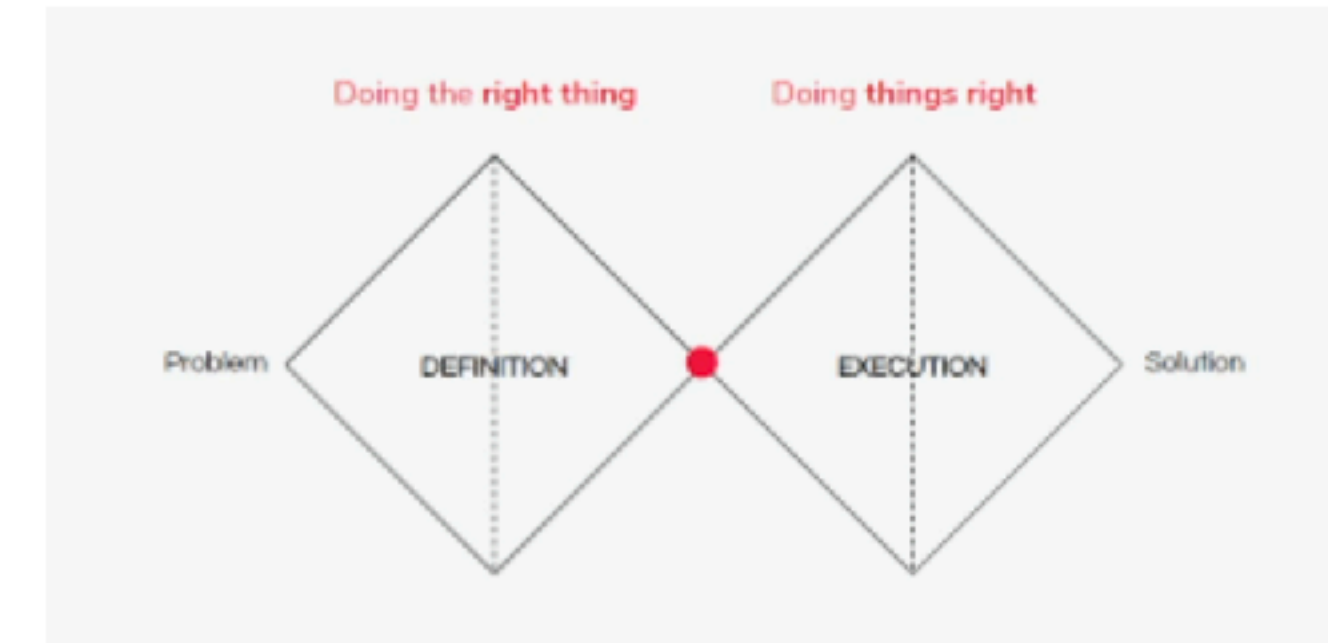 Doing the right thing
Doing things right
Problem
DEFINITION
EXECUTION
Solution